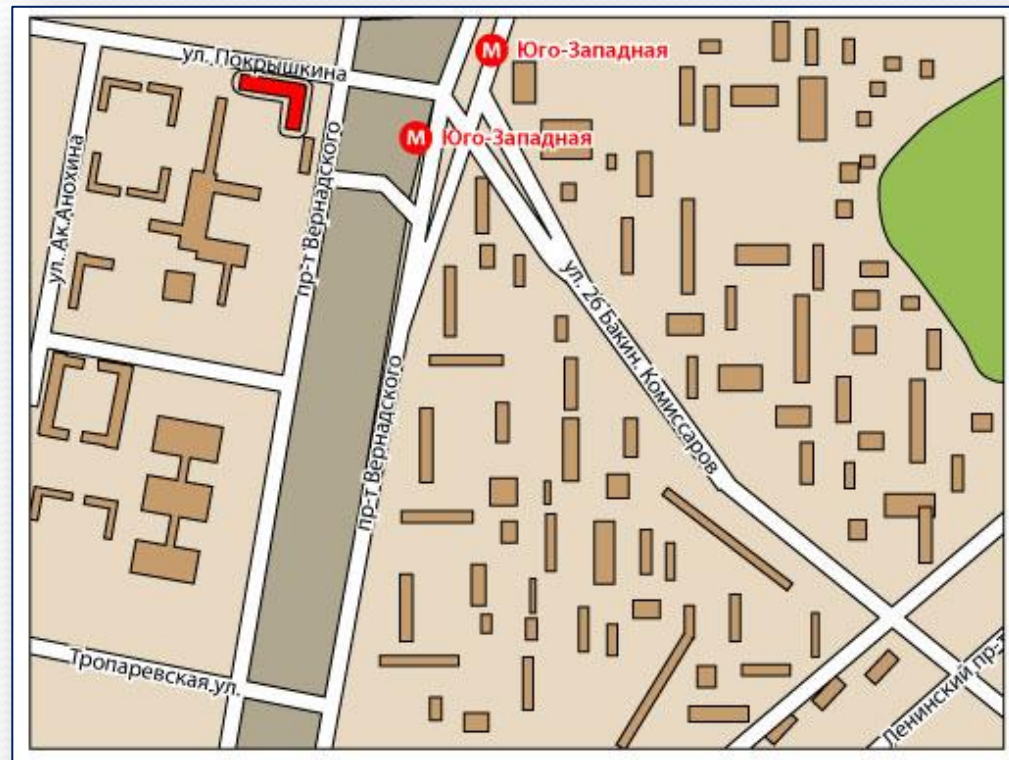 М Юго-Западная
ул. Покрышкина
М Юго-Западная
ул. Ак.Анохина
пр-т Вернадского
ул. 26 Бакин. Комиссаров
пр-т Вернадского
Тропаревская ул.
Ленинский пр-т